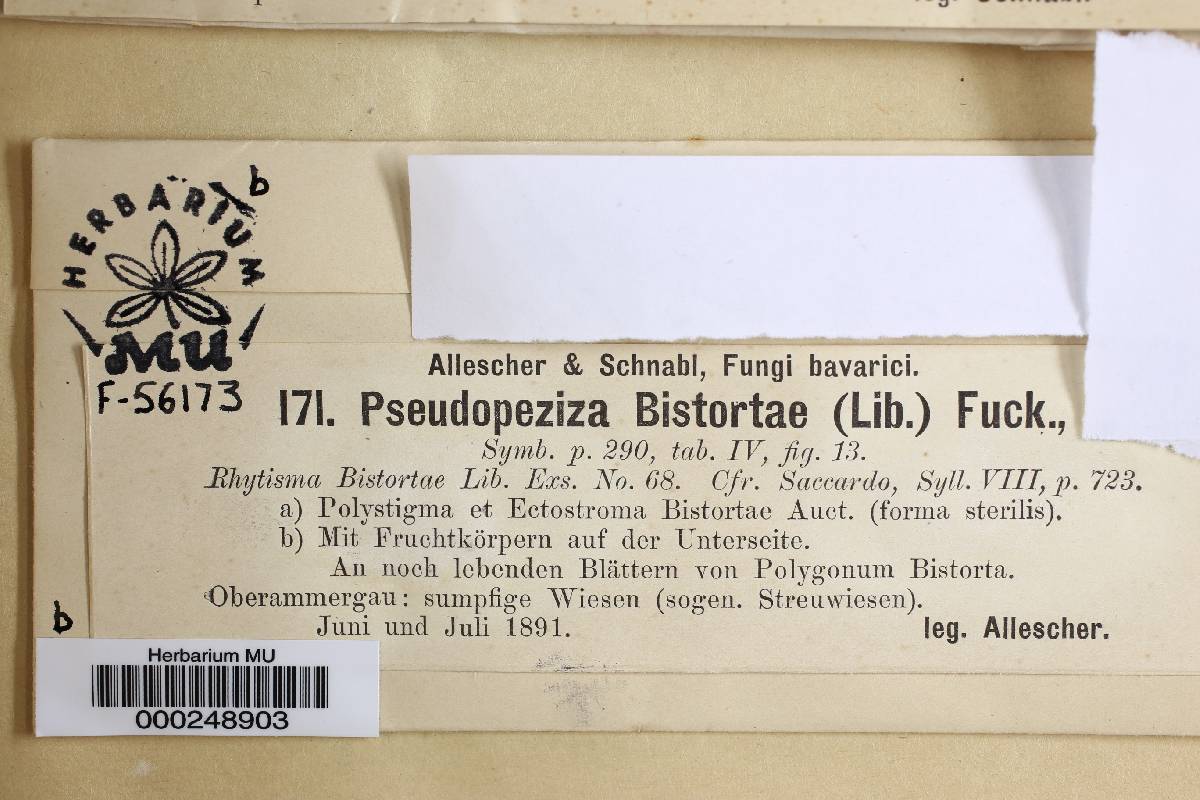 b
HERBARIUM
MU
F-56173
Allescher & Schnabl, Fungi bavarici.
171. Pseudopeziza Bistortae (Lib.) Fuck.,
Symb. p. 290, tab. IV, fig. 13.
Rhytisma Bistortae Lib. Exs. No. 68. Cfr. Saccardo, Syll. VIII, p. 723.
a) Polystigma et Ectostroma Bistortae Auct. (forma sterilis).
b) Mit Fruchtkörpern auf der Unterseite.
An noch lebenden Blättern von Polygonum Bistorta.
Oberammergau: sumpfige Wiesen (sogen. Streuwiesen).
Juni und Juli 1891.
leg. Allescher.
b
Herbarium MU
000248903